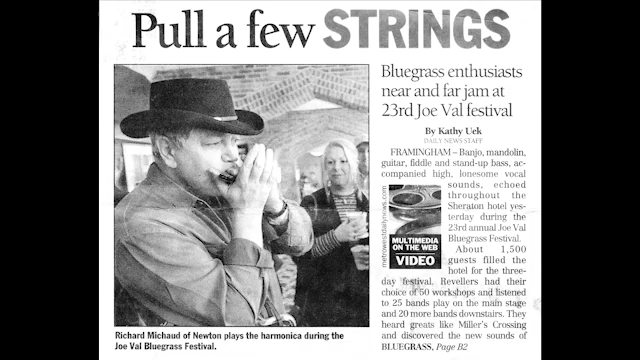 Pull a few STRINGS
Bluegrass enthusiasts
near and far jam at
23rd Joe Val festival
By Kathy Uek
DAILY NEWS STAFF
FRAMINGHAM – Banjo, mandolin,
guitar, fiddle and stand-up bass, ac-
companied high, lonesome vocal
sounds, echoed
throughout the
Sheraton hotel yes-
terday during the
23rd annual Joe Val
Bluegrass Festival.
About 1,500
guests filled the
hotel for the three-
day festival. Revellers had their
choice of 50 workshops and listened
to 25 bands play on the main stage
and 20 more bands downstairs. They
heard greats like Miller's Crossing
and discovered the new sounds of
BLUEGRASS, Page B2
metrowestdailynews.com
MULTIMEDIA
ON THE WEB
VIDEO
Richard Michaud of Newton plays the harmonica during the
Joe Val Bluegrass Festival.